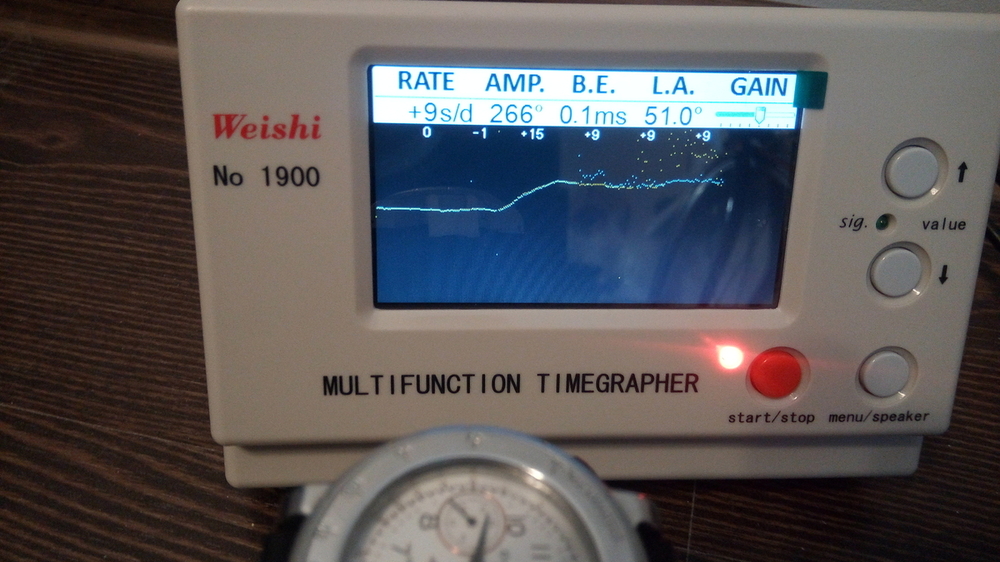 RATE AMP. B.E. L.A. GAIN
+9s/d 266° 0.1ms 51.0°
0 -1 +15 +9 +9 +9
Weishi
No 1900
↑
sig. value
↓
MULTIFUNCTION TIMEGRAPHER
start/stop menu/speaker